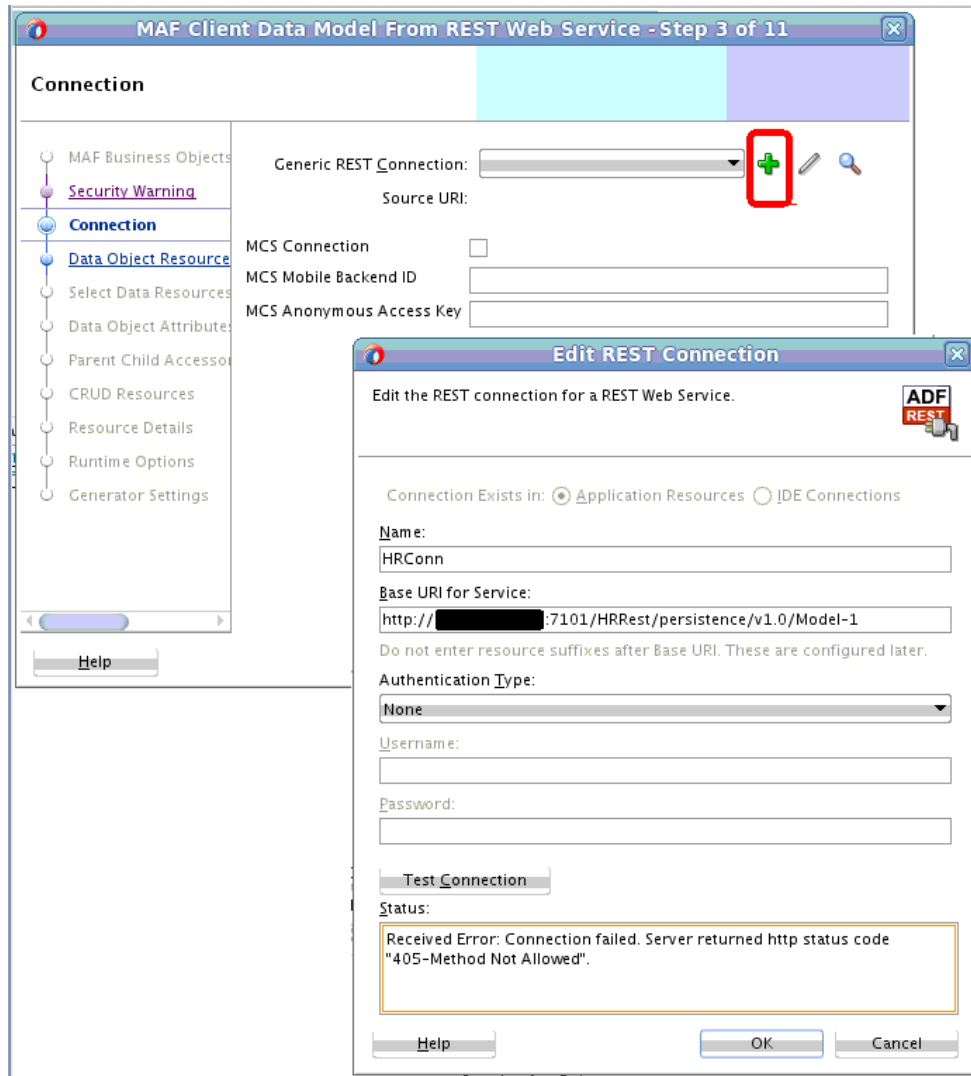 MAF Client Data Model From REST Web Service - Step 3 of 11
Connection
MAF Business Objects
Security Warning
Connection
Data Object Resource
Select Data Resources
Data Object Attributes
Parent Child Accessor
CRUD Resources
Resource Details
Runtime Options
Generator Settings
Generic REST Connection:
Source URI:
MCS Connection
MCS Mobile Backend ID
MCS Anonymous Access Key
Help
Edit REST Connection
Edit the REST connection for a REST Web Service.
ADF
REST
Connection Exists in: Application Resources IDE Connections
Name:
HRConn
Base URI for Service:
http:// :7101/HRRest/persistence/v1.0/Model-1
Do not enter resource suffixes after Base URI. These are configured later.
Authentication Type:
None
Username:
Password:
Test Connection
Status:
Received Error: Connection failed. Server returned http status code
"405-Method Not Allowed".
Help OK Cancel